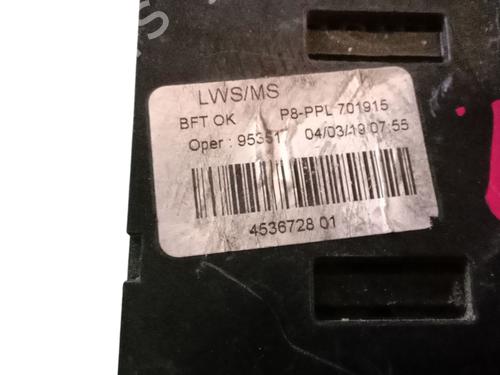 LWS/MS
BFT OK P8-PPL 701915
Oper : 95351 04/03/19 07:55
4536728 01